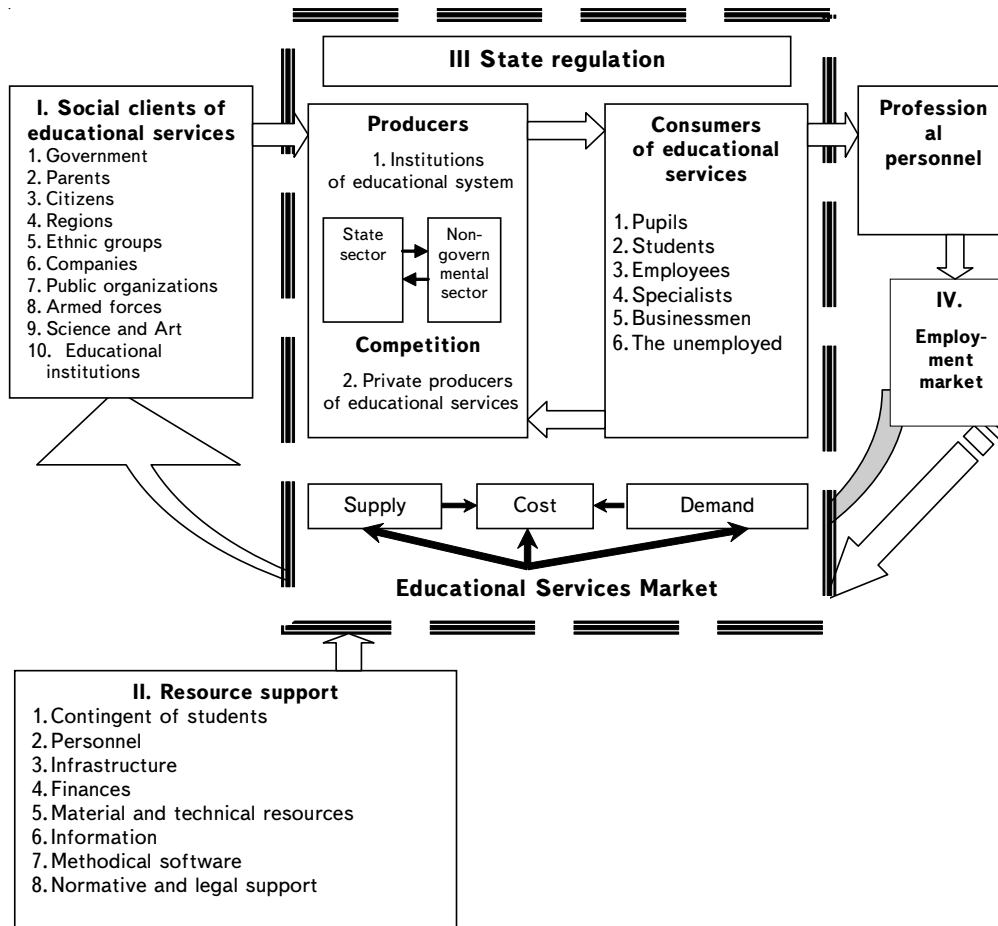 III State regulation
I. Social clients of
educational services
1. Government
2. Parents
3. Citizens
4. Regions
5. Ethnic groups
6. Companies
7. Public organizations
8. Armed forces
9. Science and Art
10. Educational
institutions
Producers
1. Institutions
of educational system
State
sector
Non-
govern
mental
sector
Competition
2. Private producers
of educational services
Consumers
of educational
services
1. Pupils
2. Students
3. Employees
4. Specialists
5. Businessmen
6. The unemployed
Profession
al
personnel
IV.
Employ-
ment
market
Supply
Cost
Demand
Educational Services Market
II. Resource support
1. Contingent of students
2. Personnel
3. Infrastructure
4. Finances
5. Material and technical resources
6. Information
7. Methodical software
8. Normative and legal support